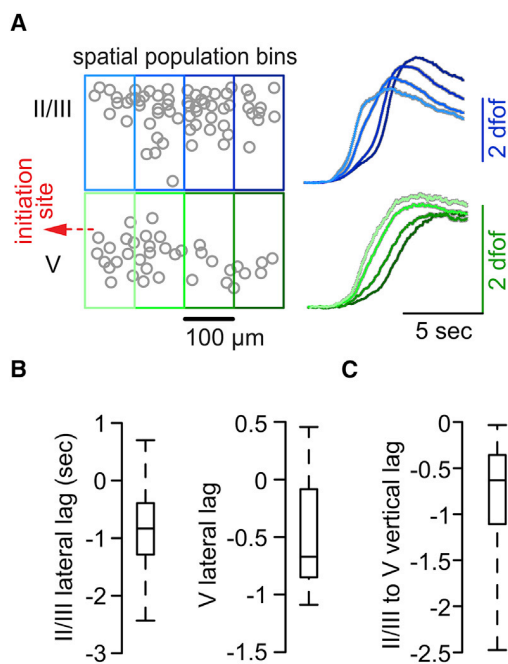 A
spatial population bins
II/III
2 dfof
initiation
site
V
2 dfof
100 µm
5 sec
B
C
II/III lateral lag (sec)
1
0
-1
-2
-3
V lateral lag
0.5
0
-0.5
-1
-1.5
II/III to V vertical lag
0
-0.5
-1
-1.5
-2
-2.5